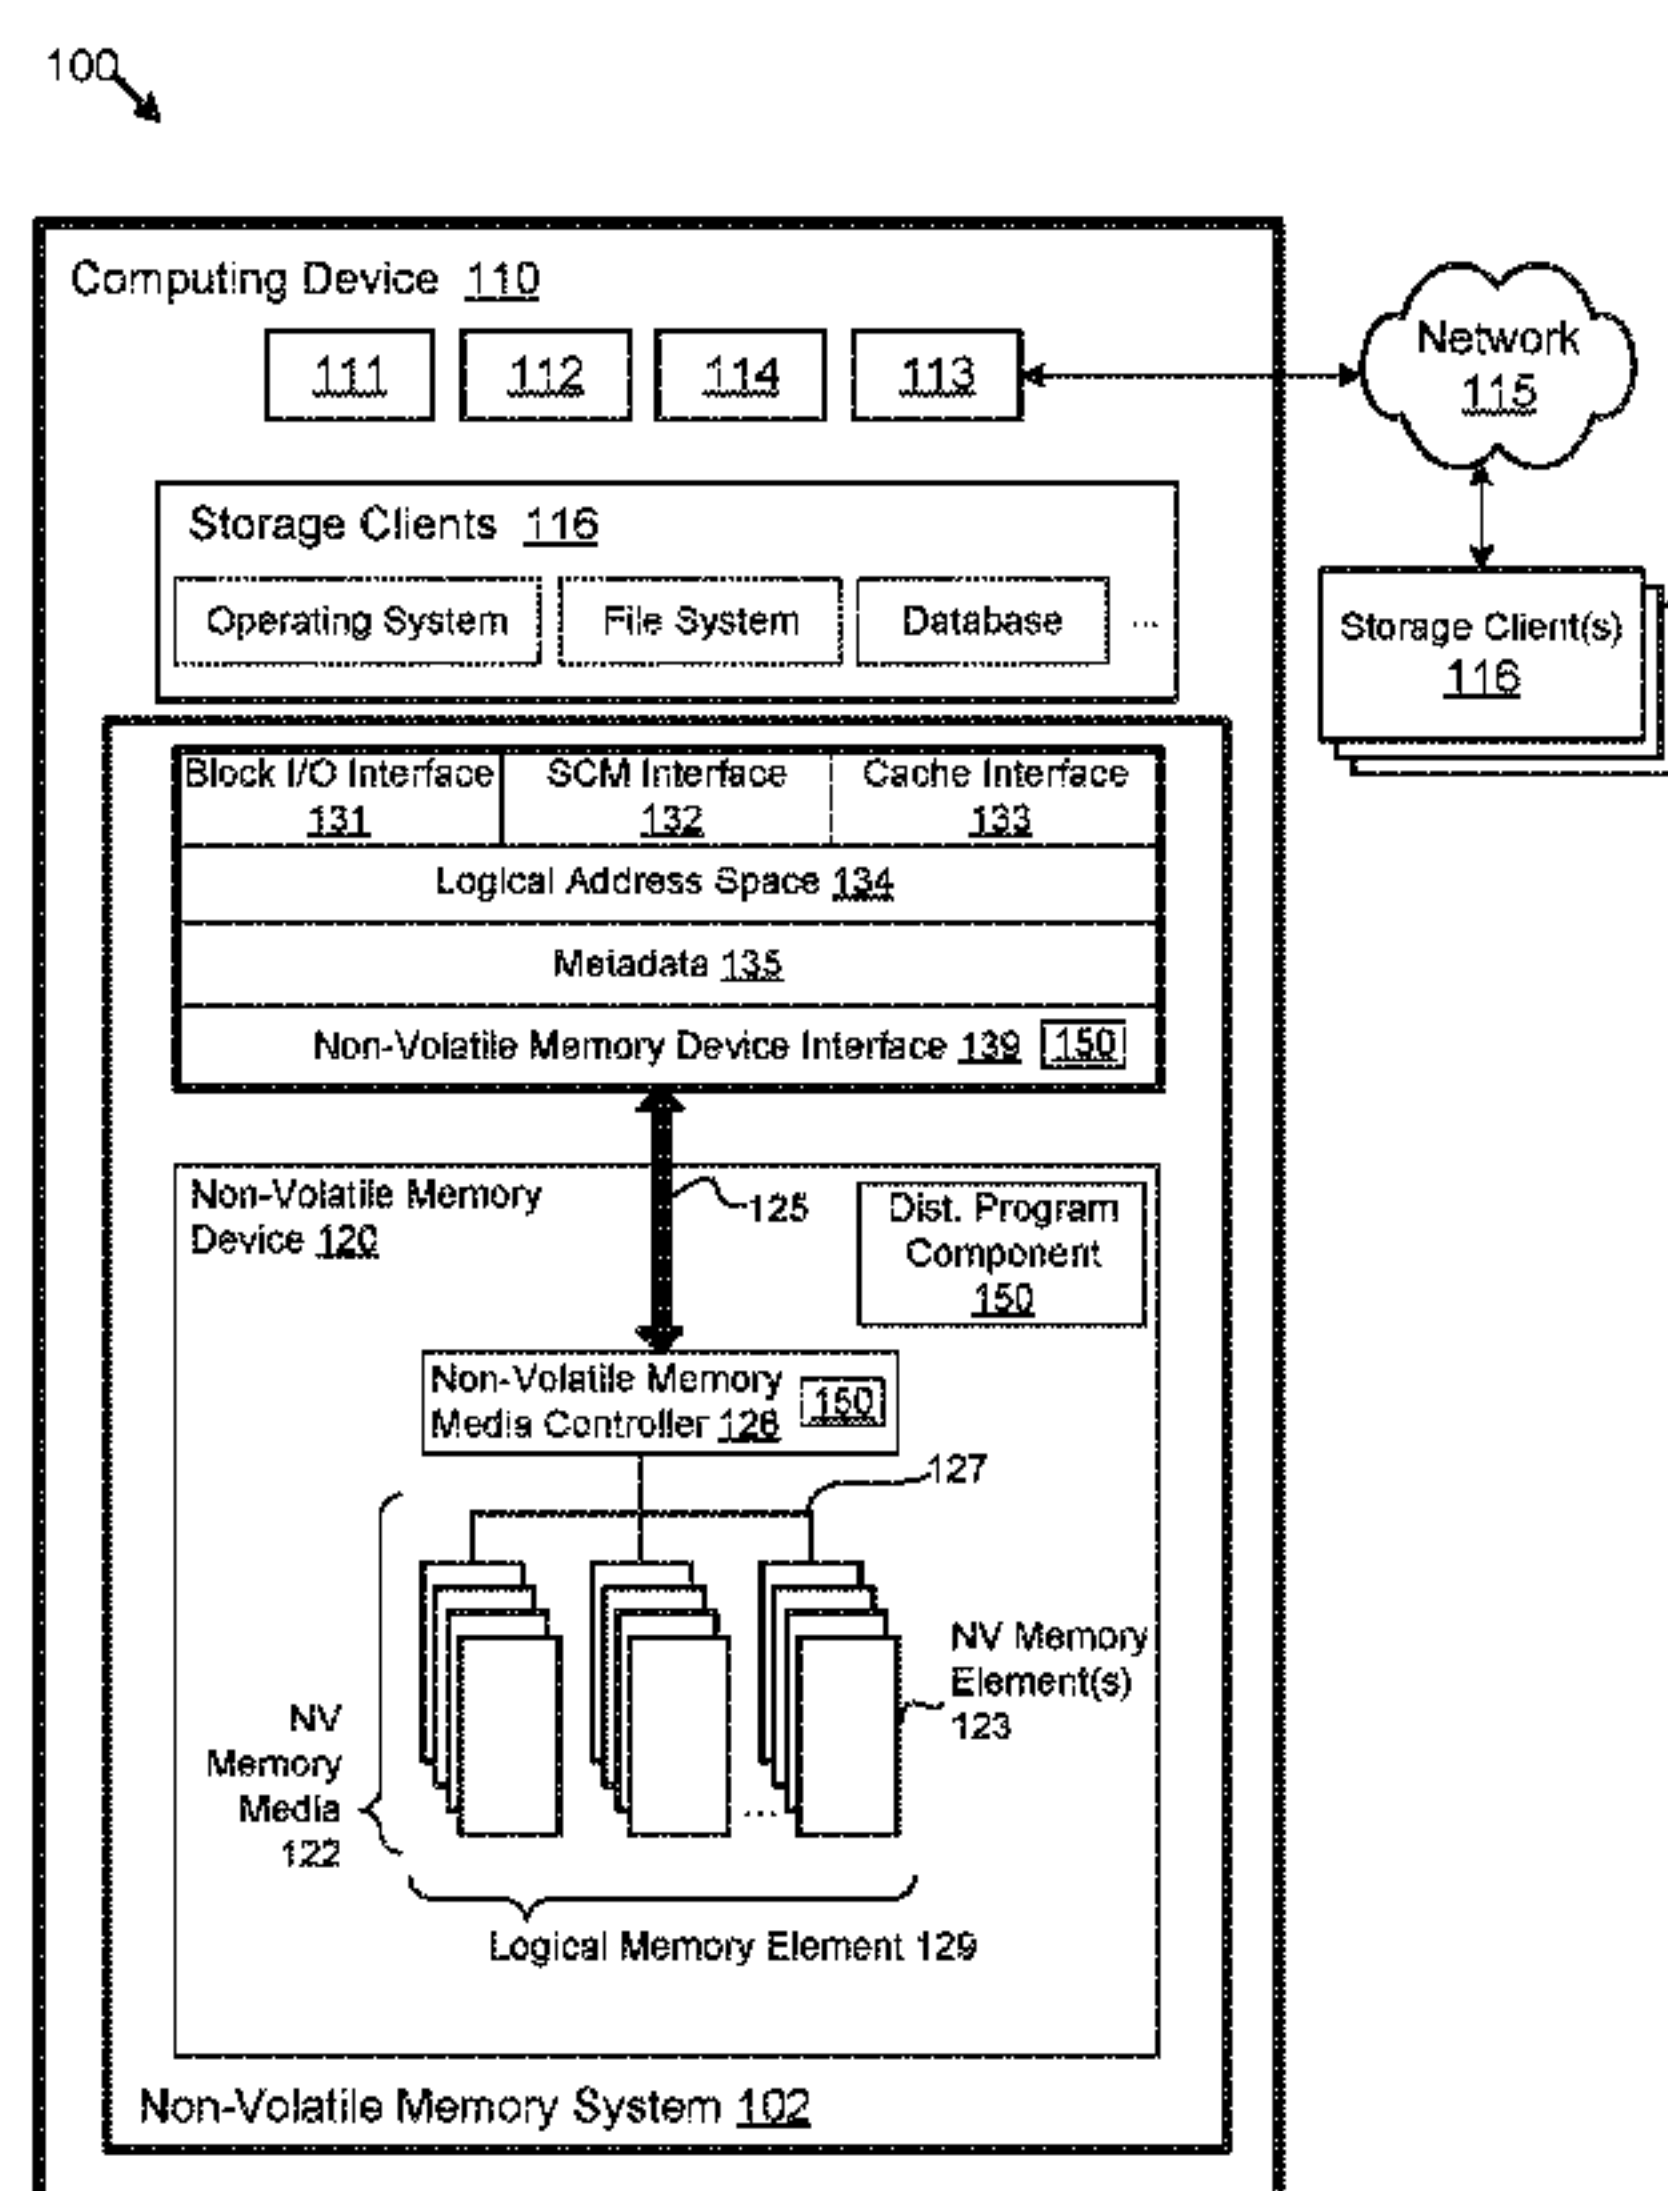 100
Computing Device 110
111 112 114 113
Network
115
Storage Clients 116
Operating System File System Database ...
Storage Client(s)
116
Block I/O Interface
131
SCM Interface
132
Cache Interface
133
Logical Address Space 134
Metadata 135
Non-Volatile Memory Device Interface 139 150
Non-Volatile Memory
Device 120
125
Dist. Program
Component
150
Non-Volatile Memory
Media Controller 126
150
127
NV Memory
Element(s)
123
NV
Memory
Media
122
...
Logical Memory Element 129
Non-Volatile Memory System 102